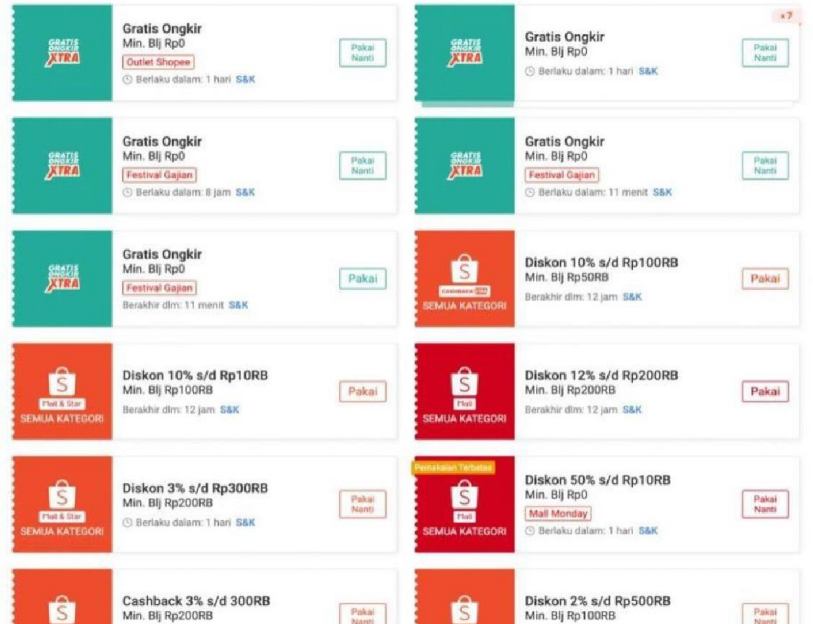 GRATIS
ONGKIR
XTRA
Gratis Ongkir
Min. Blj Rp0
Outlet Shopee
Berlaku dalam: 1 hari S&K
Pakai
Nanti
x7
GRATIS
ONGKIR
XTRA
Gratis Ongkir
Min. Blj Rp0
Berlaku dalam: 1 hari S&K
Pakai
Nanti
GRATIS
ONGKIR
XTRA
Gratis Ongkir
Min. Blj Rp0
Festival Gajian
Berlaku dalam: 8 jam S&K
Pakai
Nanti
GRATIS
ONGKIR
XTRA
Gratis Ongkir
Min. Blj Rp0
Festival Gajian
Berlaku dalam: 11 menit S&K
Pakai
Nanti
GRATIS
ONGKIR
XTRA
Gratis Ongkir
Min. Blj Rp0
Festival Gajian
Berakhir dlm: 11 menit S&K
Pakai
S
CASHBACK XTRA
SEMUA KATEGORI
Diskon 10% s/d Rp100RB
Min. Blj Rp50RB
Berakhir dlm: 12 jam S&K
Pakai
S
Mall & Star
SEMUA KATEGORI
Diskon 10% s/d Rp10RB
Min. Blj Rp100RB
Berakhir dlm: 12 jam S&K
Pakai
S
Mall
SEMUA KATEGORI
Diskon 12% s/d Rp200RB
Min. Blj Rp200RB
Berakhir dlm: 12 jam S&K
Pakai
S
Mall & Star
SEMUA KATEGORI
Diskon 3% s/d Rp300RB
Min. Blj Rp200RB
Berlaku dalam: 1 hari S&K
Pakai
Nanti
Pemakaian Terbatas
S
Mall
SEMUA KATEGORI
Diskon 50% s/d Rp10RB
Min. Blj Rp0
Mall Monday
Berlaku dalam: 1 hari S&K
Pakai
Nanti
S
Cashback 3% s/d 300RB
Min. Blj Rp200RB
Pakai
Nanti
S
Diskon 2% s/d Rp500RB
Min. Blj Rp100RB
Pakai
Nanti